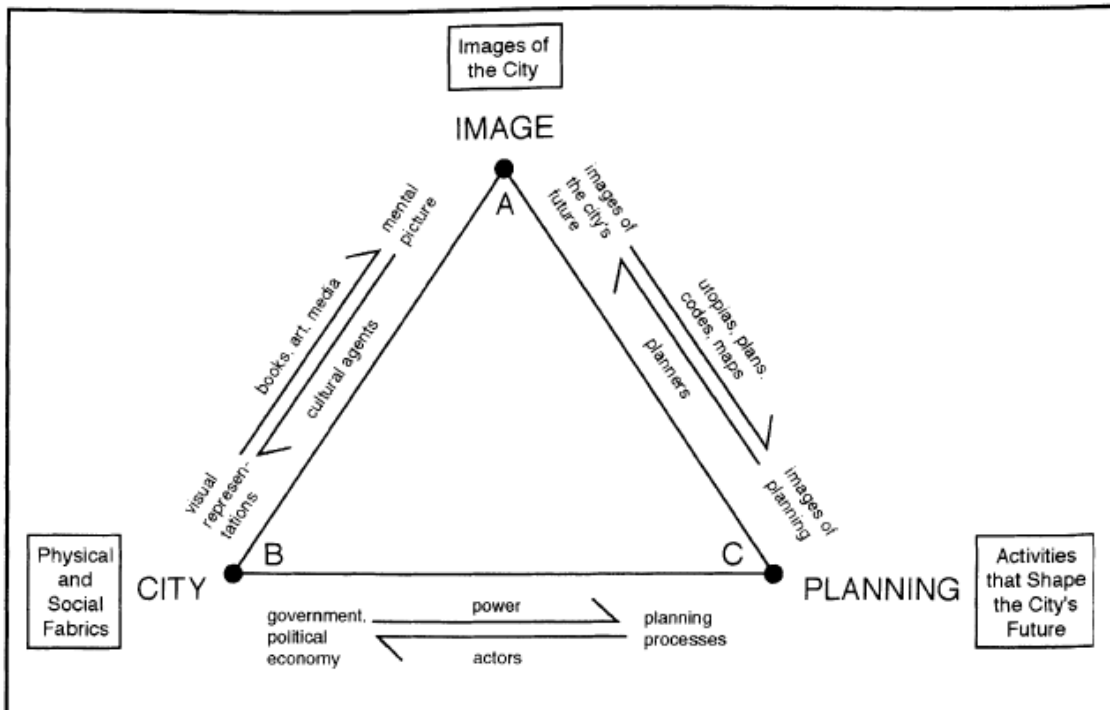 Images of
the City
IMAGE
A
mental
picture
books, art, media
cultural agents
visual
represen-
tations
images of
the city's
future
utopias, plans,
codes, maps
planners
images of
planning
B
C
Physical
and
Social
Fabrics
CITY
PLANNING
Activities
that Shape
the City's
Future
government,
political
economy
power
actors
planning
processes